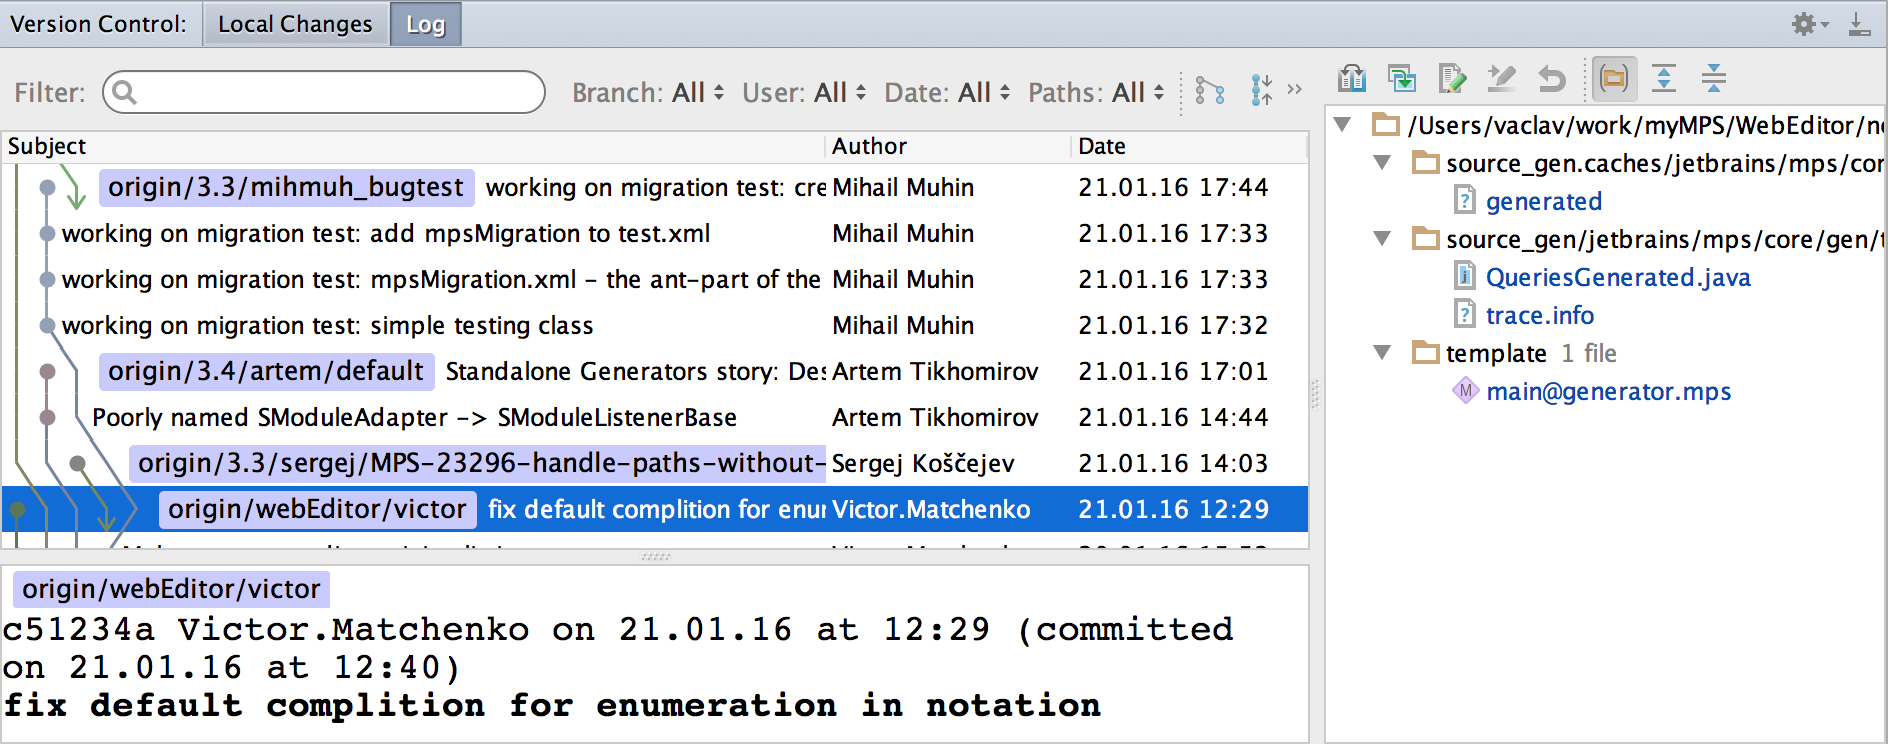 Version Control: Local Changes Log
Filter: Branch: All User: All Date: All Paths: All
Subject Author Date
origin/3.3/mihmuh_bugtest working on migration test: cre Mihail Muhin 21.01.16 17:44
working on migration test: add mpsMigration to test.xml Mihail Muhin 21.01.16 17:33
working on migration test: mpsMigration.xml – the ant-part of the Mihail Muhin 21.01.16 17:33
working on migration test: simple testing class Mihail Muhin 21.01.16 17:32
origin/3.4/artem/default Standalone Generators story: Des Artem Tikhomirov 21.01.16 17:01
Poorly named SModuleAdapter -> SModuleListenerBase Artem Tikhomirov 21.01.16 14:44
origin/3.3/sergej/MPS-23296-handle-paths-without- Sergej Koščejev 21.01.16 14:03
origin/webEditor/victor fix default complition for enur Victor.Matchenko 21.01.16 12:29
origin/webEditor/victor
c51234a Victor.Matchenko on 21.01.16 at 12:29 (committed
on 21.01.16 at 12:40)
fix default complition for enumeration in notation
/Users/vaclav/work/myMPS/WebEditor/ne
source_gen.caches/jetbrains/mps/cor
generated
source_gen/jetbrains/mps/core/gen/t
QueriesGenerated.java
trace.info
template 1 file
M main@generator.mps